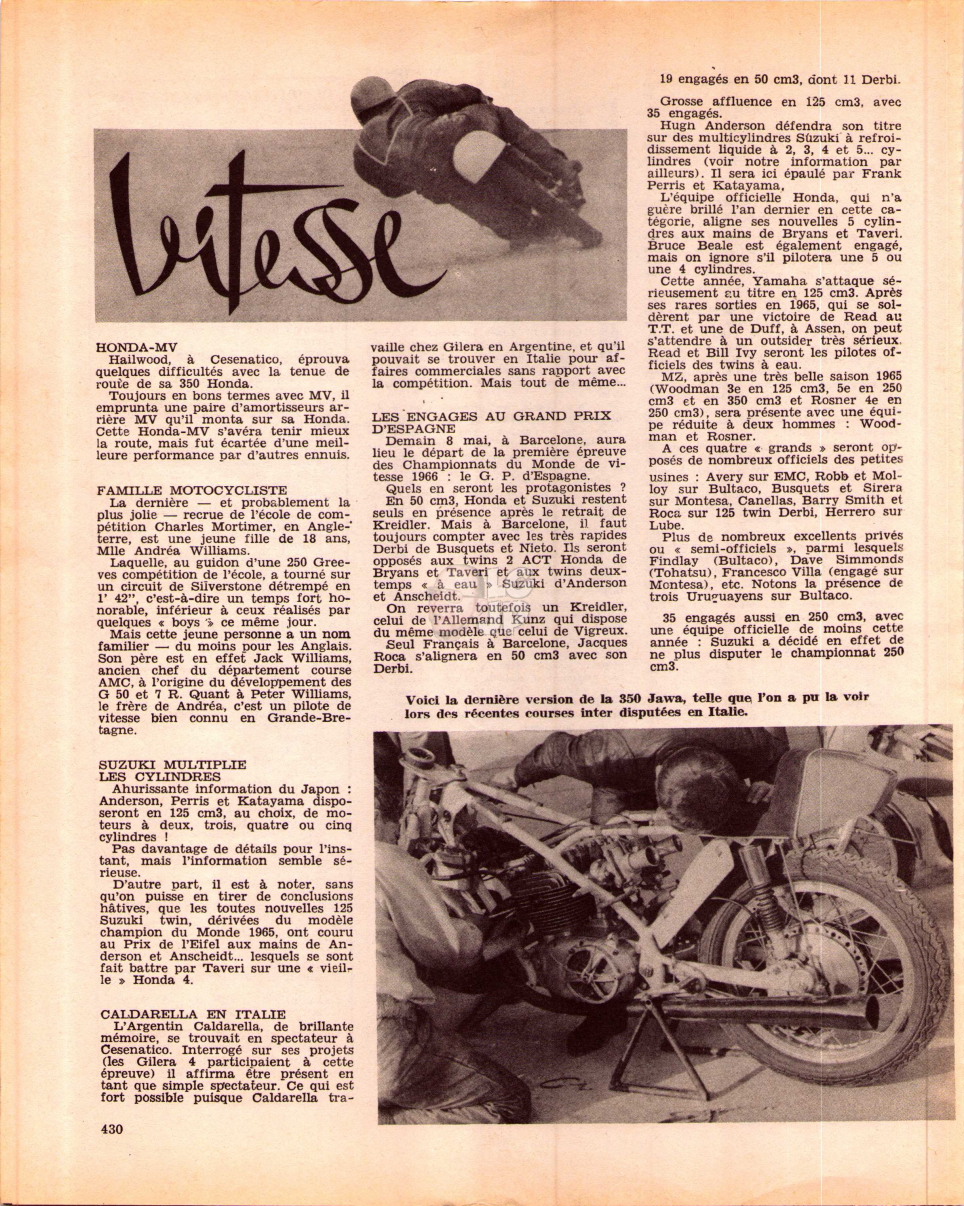 Vitesse
HONDA-MV
Hailwood, à Cesenatico, éprouva
quelques difficultés avec la tenue de
route de sa 350 Honda.
Toujours en bons termes avec MV, il
emprunta une paire d'amortisseurs ar-
rière MV qu'il monta sur sa Honda.
Cette Honda-MV s'avéra tenir mieux
la route, mais fut écartée d'une meil-
leure performance par d'autres ennuis.
FAMILLE MOTOCYCLISTE
La dernière — et probablement la
plus jolie — recrue de l'école de com-
pétition Charles Mortimer, en Angle-
terre, est une jeune fille de 18 ans,
Mlle Andréa Williams.
Laquelle, au guidon d'une 250 Gree-
ves compétition de l'école, a tourné sur
un circuit de Silverstone détrempé en
1' 42", c'est-à-dire un temps fort ho-
norable, inférieur à ceux réalisés par
quelques « boys » ce même jour.
Mais cette jeune personne a un nom
familier — du moins pour les Anglais.
Son père est en effet Jack Williams,
ancien chef du département course
AMC, à l'origine du développement des
G 50 et 7 R. Quant à Peter Williams,
le frère de Andréa, c'est un pilote de
vitesse bien connu en Grande-Bre-
tagne.
SUZUKI MULTIPLIE
LES CYLINDRES
Ahurissante information du Japon :
Anderson, Perris et Katayama dispo-
seront en 125 cm3, au choix, de mo-
teurs à deux, trois, quatre ou cinq
cylindres !
Pas davantage de détails pour l'ins-
tant, mais l'information semble sé-
rieuse.
D'autre part, il est à noter, sans
qu'on puisse en tirer de conclusions
hâtives, que les toutes nouvelles 125
Suzuki twin, dérivées du modèle
champion du Monde 1965, ont couru
au Prix de l'Eifel aux mains de An-
derson et Anscheidt... lesquels se sont
fait battre par Taveri sur une « vieil-
le » Honda 4.
CALDARELLA EN ITALIE
L'Argentin Caldarella, de brillante
mémoire, se trouvait en spectateur à
Cesenatico. Interrogé sur ses projets
(les Gilera 4 participaient à cette
épreuve) il affirma être présent en
tant que simple spectateur. Ce qui est
fort possible puisque Caldarella tra-
430
vaille chez Gilera en Argentine, et qu'il
pouvait se trouver en Italie pour af-
faires commerciales sans rapport avec
la compétition. Mais tout de même...
LES ENGAGES AU GRAND PRIX
D'ESPAGNE
Demain 8 mai, à Barcelone, aura
lieu le départ de la première épreuve
des Championnats du Monde de vi-
tesse 1966 : le G. P. d'Espagne.
Quels en seront les protagonistes ?
En 50 cm3, Honda et Suzuki restent
seuls en présence après le retrait de
Kreidler. Mais à Barcelone, il faut
toujours compter avec les très rapides
Derbi de Busquets et Nieto. Ils seront
opposés aux twins 2 ACT Honda de
Bryans et Taveri et aux twins deux-
temps « à eau » Suzuki d'Anderson
et Anscheidt.
On reverra toutefois un Kreidler,
celui de l'Allemand Kunz qui dispose
du même modèle que celui de Vigreux.
Seul Français à Barcelone, Jacques
Roca s'alignera en 50 cm3 avec son
Derbi.
19 engagés en 50 cm3, dont 11 Derbi.
Grosse affluence en 125 cm3, avec
35 engagés.
Hugh Anderson défendra son titre
sur des multicylindres Suzuki à refroi-
dissement liquide à 2, 3, 4 et 5... cy-
lindres (voir notre information par
ailleurs). Il sera ici épaulé par Frank
Perris et Katayama,
L'équipe officielle Honda, qui n'a
guère brillé l'an dernier en cette ca-
tégorie, aligne ses nouvelles 5 cylin-
dres aux mains de Bryans et Taveri.
Bruce Beale est également engagé,
mais on ignore s'il pilotera une 5 ou
une 4 cylindres.
Cette année, Yamaha s'attaque sé-
rieusement au titre en 125 cm3. Après
ses rares sorties en 1965, qui se sol-
dèrent par une victoire de Read au
T.T. et une de Duff, à Assen, on peut
s'attendre à un outsider très sérieux.
Read et Bill Ivy seront les pilotes of-
ficiels des twins à eau.
MZ, après une très belle saison 1965
(Woodman 3e en 125 cm3, 5e en 250
cm3 et en 350 cm3 et Rosner 4e en
250 cm3), sera présente avec une équi-
pe réduite à deux hommes : Wood-
man et Rosner.
A ces quatre « grands » seront op-
posés de nombreux officiels des petites
usines : Avery sur EMC, Robb et Mol-
loy sur Bultaco, Busquets et Sirera
sur Montesa, Canellas, Barry Smith et
Roca sur 125 twin Derbi, Herrero sur
Lube.
Plus de nombreux excellents privés
ou « semi-officiels », parmi lesquels
Findlay (Bultaco), Dave Simmonds
(Tohatsu), Francesco Villa (engagé sur
Montesa), etc. Notons la présence de
trois Uruguayens sur Bultaco.
35 engagés aussi en 250 cm3, avec
une équipe officielle de moins cette
année : Suzuki a décidé en effet de
ne plus disputer le championnat 250
cm3.
Voici la dernière version de la 350 Jawa, telle que l'on a pu la voir
lors des récentes courses inter disputées en Italie.